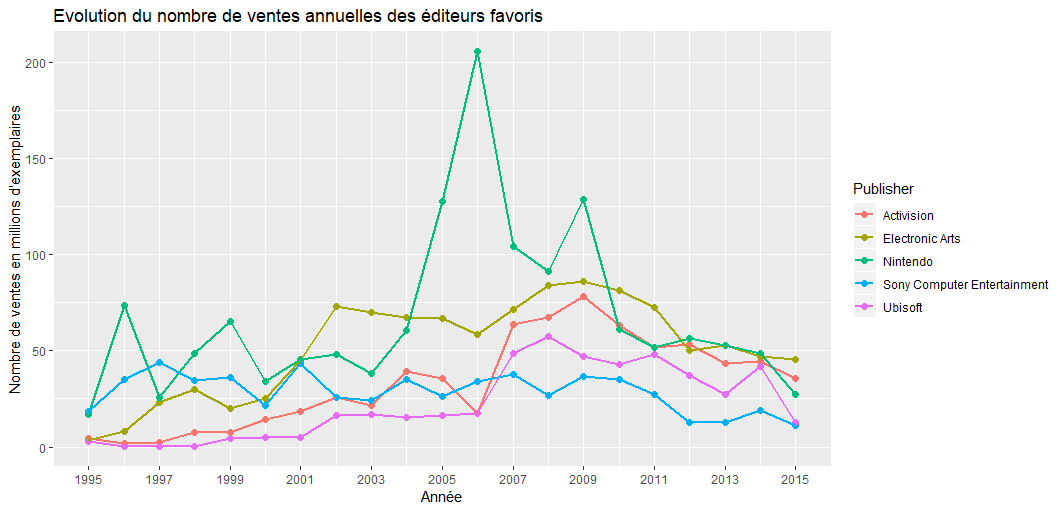 Evolution du nombre de ventes annuelles des éditeurs favoris
Nombre de ventes en millions d'exemplaires
200
150
100
50
0
1995 1997 1999 2001 2003 2005 2007 2009 2011 2013 2015
Année
Publisher
Activision
Electronic Arts
Nintendo
Sony Computer Entertainment
Ubisoft